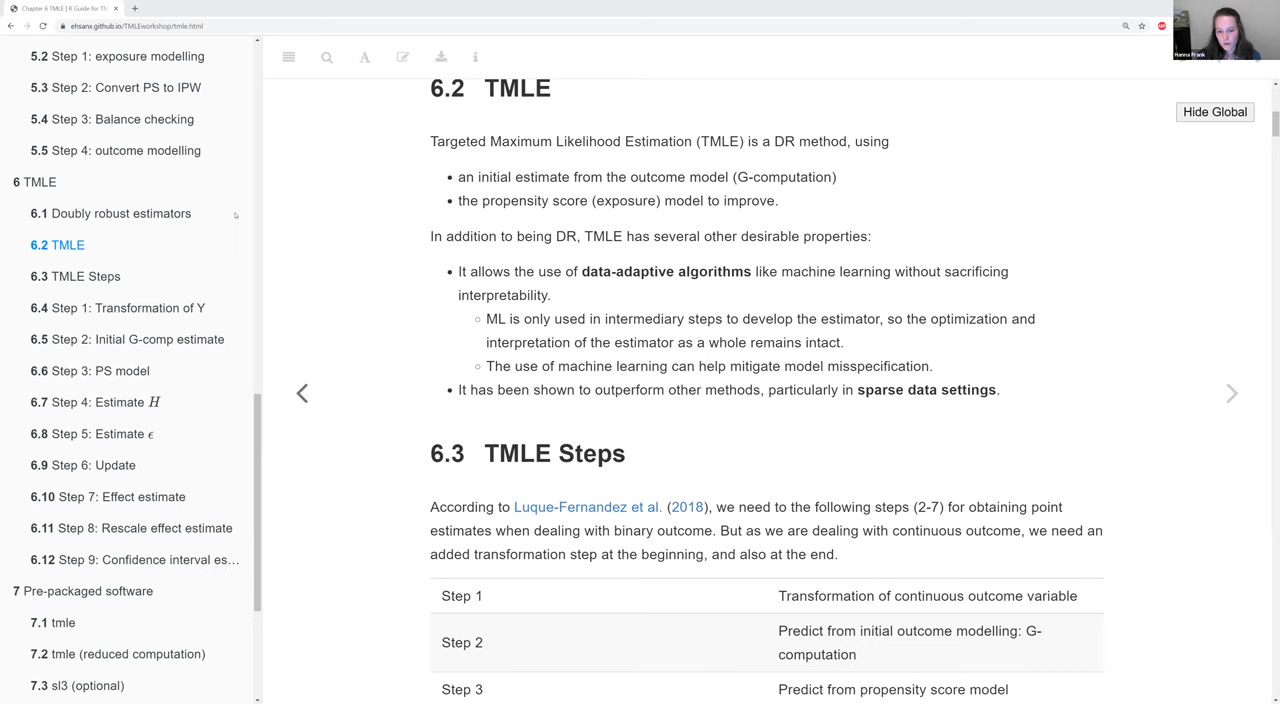 Chapter 6 TMLE | R Guide for TM
ehsanx.github.io/TMLEworkshop/tmle.html
Hanna Frank
5.2 Step 1: exposure modelling
5.3 Step 2: Convert PS to IPW
5.4 Step 3: Balance checking
5.5 Step 4: outcome modelling
6 TMLE
6.1 Doubly robust estimators
6.2 TMLE
6.3 TMLE Steps
6.4 Step 1: Transformation of Y
6.5 Step 2: Initial G-comp estimate
6.6 Step 3: PS model
6.7 Step 4: Estimate H
6.8 Step 5: Estimate ϵ
6.9 Step 6: Update
6.10 Step 7: Effect estimate
6.11 Step 8: Rescale effect estimate
6.12 Step 9: Confidence interval es…
7 Pre-packaged software
7.1 tmle
7.2 tmle (reduced computation)
7.3 sl3 (optional)
Hide Global
6.2 TMLE
Targeted Maximum Likelihood Estimation (TMLE) is a DR method, using
• an initial estimate from the outcome model (G-computation)
• the propensity score (exposure) model to improve.
In addition to being DR, TMLE has several other desirable properties:
• It allows the use of data-adaptive algorithms like machine learning without sacrificing
interpretability.
◦ ML is only used in intermediary steps to develop the estimator, so the optimization and
interpretation of the estimator as a whole remains intact.
◦ The use of machine learning can help mitigate model misspecification.
• It has been shown to outperform other methods, particularly in sparse data settings.
6.3 TMLE Steps
According to Luque-Fernandez et al. (2018), we need to the following steps (2-7) for obtaining point
estimates when dealing with binary outcome. But as we are dealing with continuous outcome, we need an
added transformation step at the beginning, and also at the end.
Step 1 Transformation of continuous outcome variable
Step 2 Predict from initial outcome modelling: G-
computation
Step 3 Predict from propensity score model